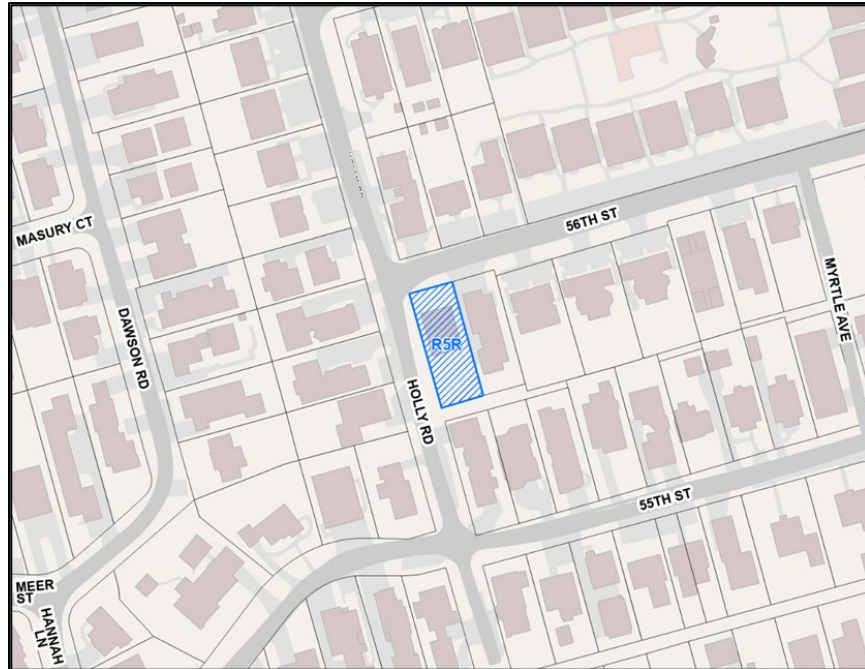 56TH ST
MASURY CT
MYRTLE AVE
DAWSON RD
R5R
HOLLY RD
55TH ST
MEER
ST
HANNAH
LN